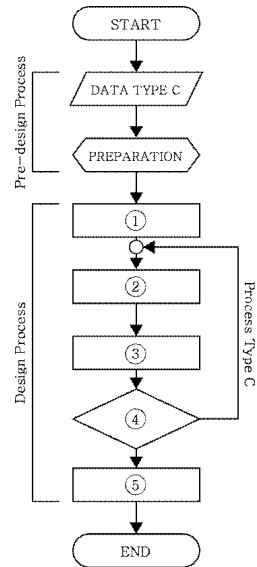 START
DATA TYPE C
Pre-design Process
PREPARATION
①
②
Process Type C
③
Design Process
④
⑤
END